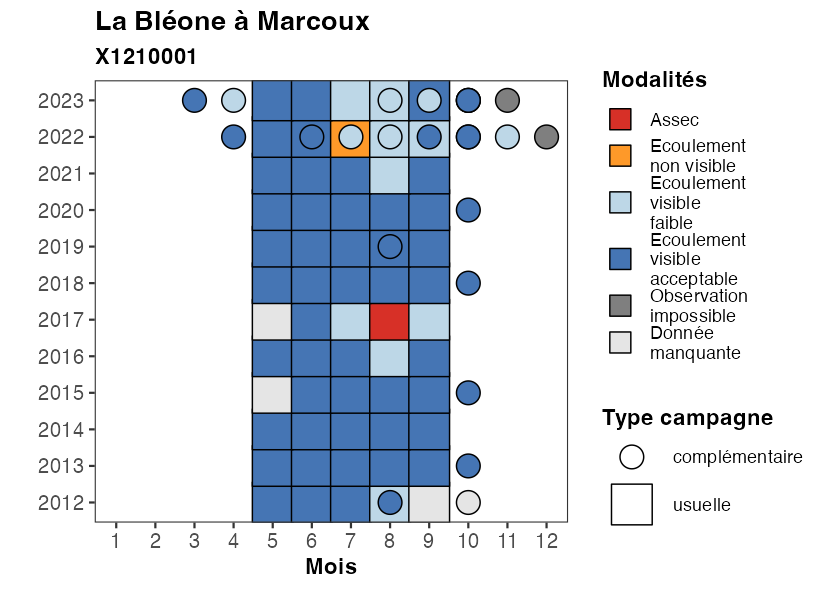 La Bléone à Marcoux
X1210001
2023
2022
2021
2020
2019
2018
2017
2016
2015
2014
2013
2012
1 2 3 4 5 6 7 8 9 10 11 12
Mois
Modalités
Assec
Ecoulement
non visible
Ecoulement
visible
faible
Ecoulement
visible
acceptable
Observation
impossible
Donnée
manquante
Type campagne
complémentaire
usuelle